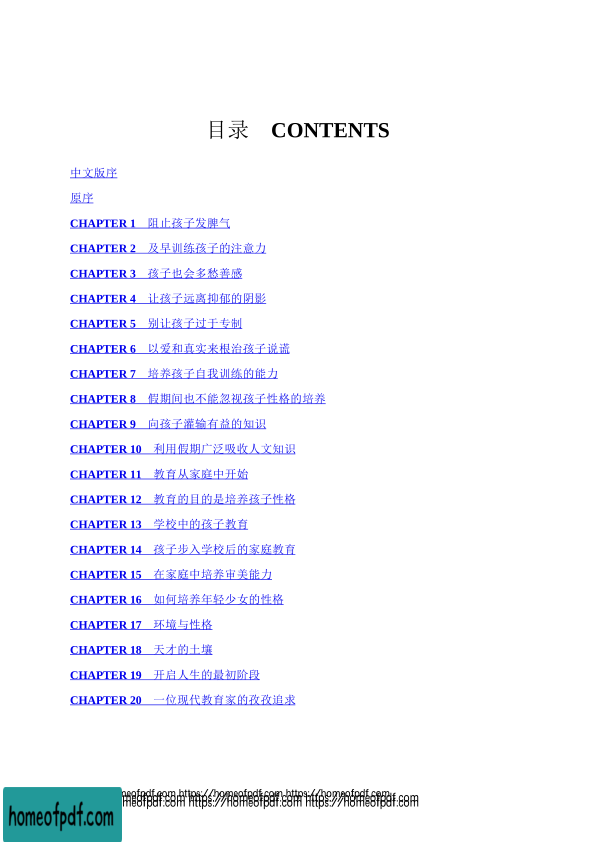 目录 CONTENTS
中文版序
原序
CHAPTER 1 阻止孩子发脾气
CHAPTER 2 及早训练孩子的注意力
CHAPTER 3 孩子也会多愁善感
CHAPTER 4 让孩子远离抑郁的阴影
CHAPTER 5 别让孩子过于专制
CHAPTER 6 以爱和真实来根治孩子说谎
CHAPTER 7 培养孩子自我训练的能力
CHAPTER 8 假期间也不能忽视孩子性格的培养
CHAPTER 9 向孩子灌输有益的知识
CHAPTER 10 利用假期广泛吸收人文知识
CHAPTER 11 教育从家庭中开始
CHAPTER 12 教育的目的是培养孩子性格
CHAPTER 13 学校中的孩子教育
CHAPTER 14 孩子步入学校后的家庭教育
CHAPTER 15 在家庭中培养审美能力
CHAPTER 16 如何培养年轻少女的性格
CHAPTER 17 环境与性格
CHAPTER 18 天才的土壤
CHAPTER 19 开启人生的最初阶段
CHAPTER 20 一位现代教育家的孜孜追求
homeofpdf.com https://homeofpdf.com https://homeofpdf.com
homeofpdf.com https://homeofpdf.com https://homeofpdf.com
homeofpdf.com